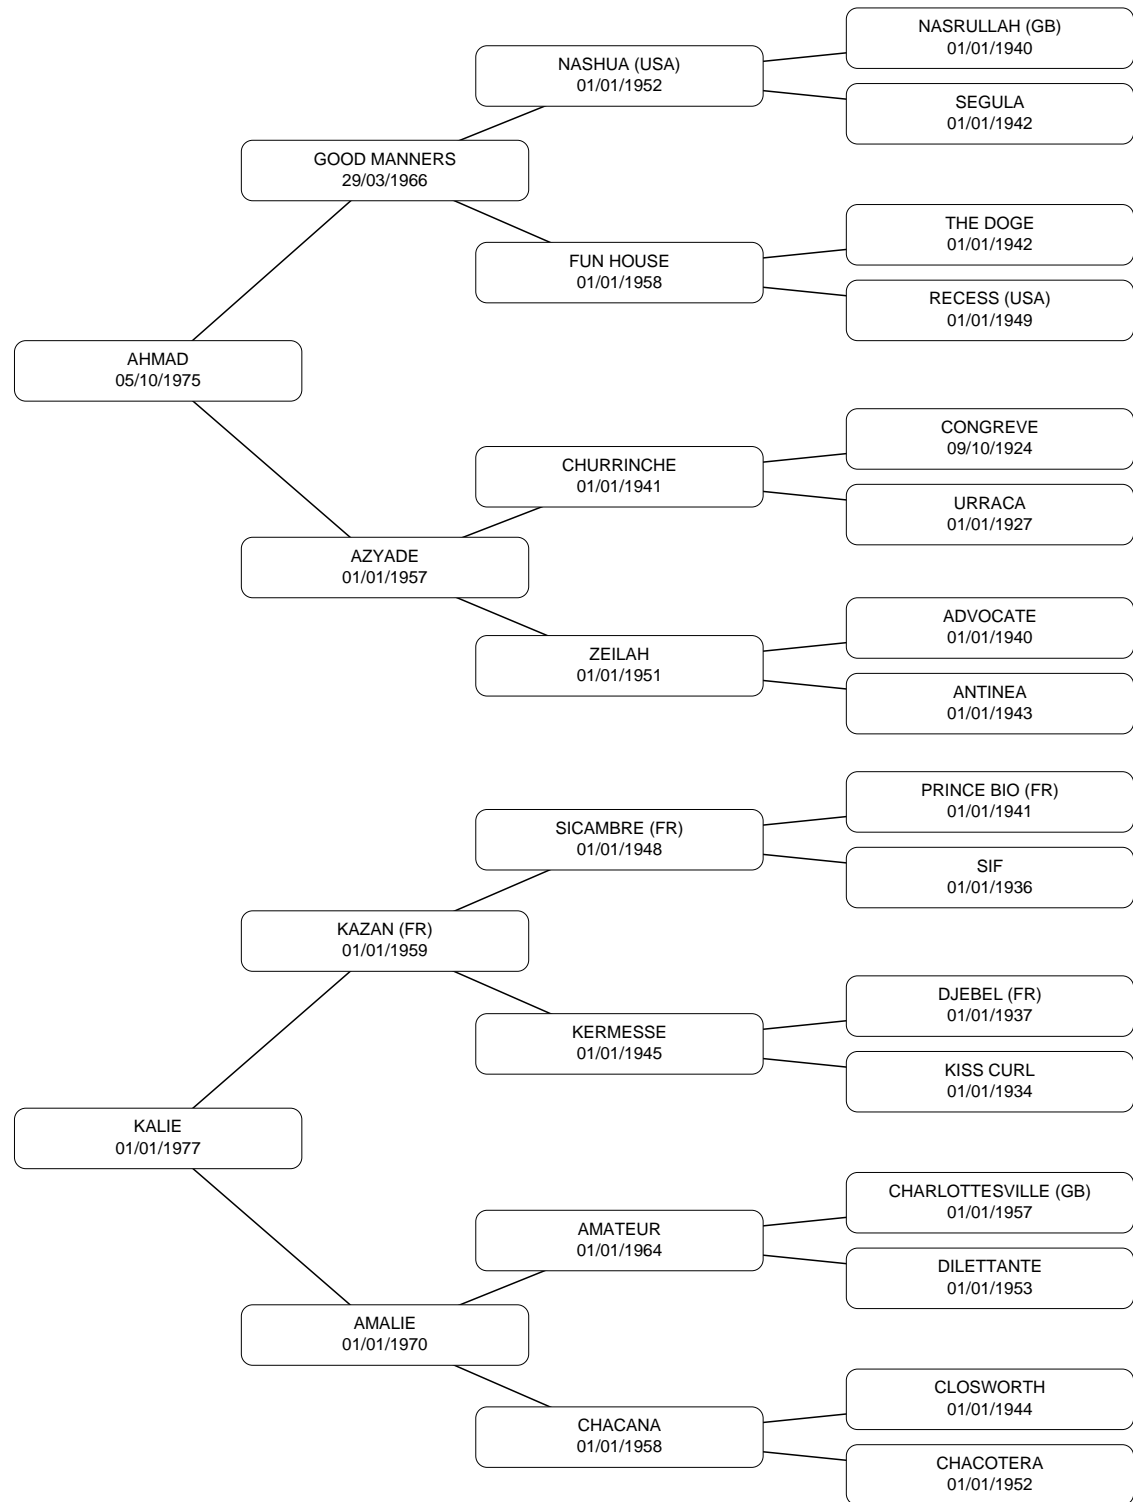 NASRULLAH (GB)
01/01/1940
NASHUA (USA)
01/01/1952
SEGULA
01/01/1942
GOOD MANNERS
29/03/1966
THE DOGE
01/01/1942
FUN HOUSE
01/01/1958
RECESS (USA)
01/01/1949
AHMAD
05/10/1975
CONGREVE
09/10/1924
CHURRINCHE
01/01/1941
URRACA
01/01/1927
AZYADE
01/01/1957
ADVOCATE
01/01/1940
ZEILAH
01/01/1951
ANTINEA
01/01/1943
PRINCE BIO (FR)
01/01/1941
SICAMBRE (FR)
01/01/1948
SIF
01/01/1936
KAZAN (FR)
01/01/1959
DJEBEL (FR)
01/01/1937
KERMESSE
01/01/1945
KISS CURL
01/01/1934
KALIE
01/01/1977
CHARLOTTESVILLE (GB)
01/01/1957
AMATEUR
01/01/1964
DILETTANTE
01/01/1953
AMALIE
01/01/1970
CLOSWORTH
01/01/1944
CHACANA
01/01/1958
CHACOTERA
01/01/1952